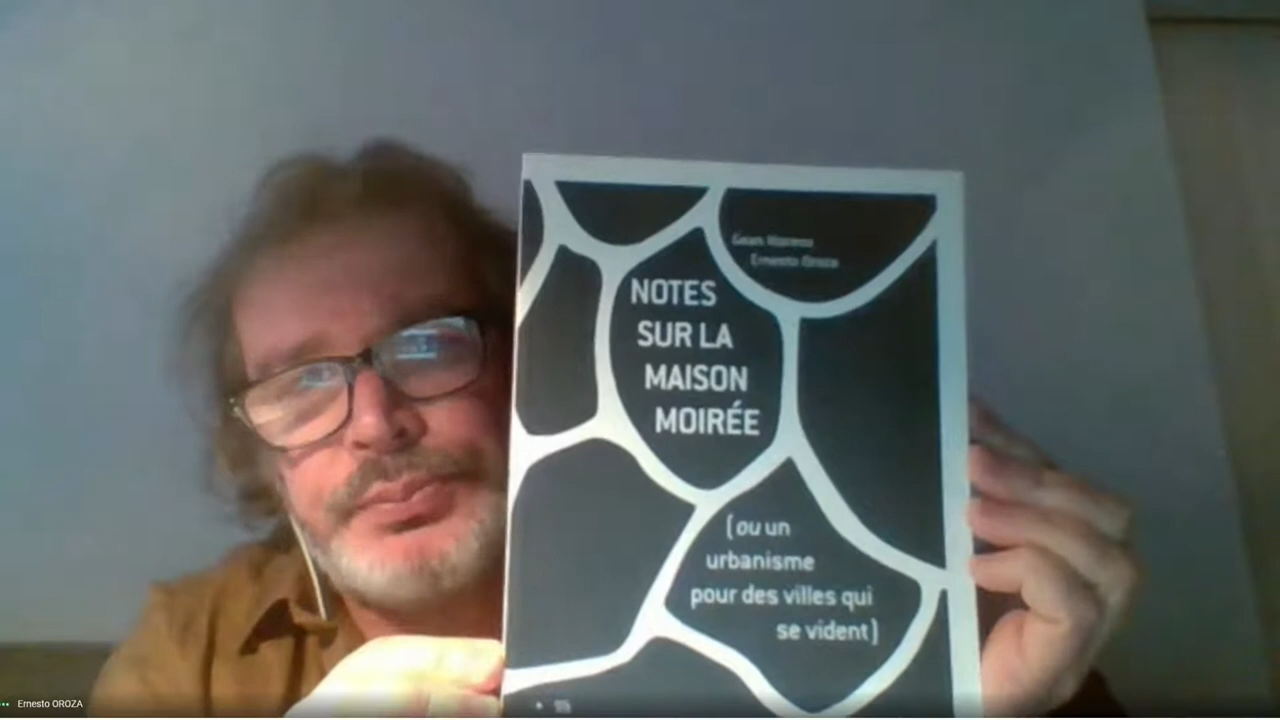 Gean Moreno
Ernesto Oroza
NOTES
SUR LA
MAISON
MOIRÉE
(ou un
urbanisme
pour des villes qui
se vident)
Ernesto OROZA